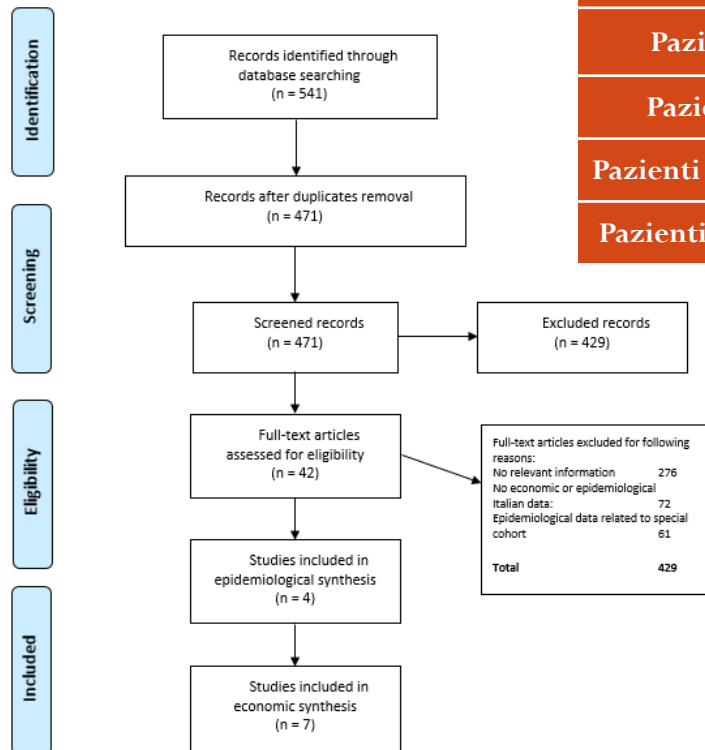 Identification
Records identified through
database searching
(n = 541)
Records after duplicates removal
(n = 471)
Screening
Screened records
(n = 471)
Excluded records
(n = 429)
Eligibility
Full-text articles
assessed for eligibility
(n = 42)
Full-text articles excluded for following
reasons:
No relevant information 276
No economic or epidemiological
Italian data: 72
Epidemiological data related to special
cohort 61
Total 429
Studies included in
epidemiological synthesis
(n = 4)
Included
Studies included in
economic synthesis
(n = 7)
Pazienti
Pazienti